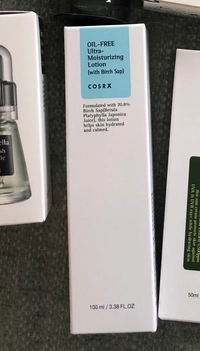 OIL-FREE
Ultra-
Moisturizing
Lotion
(with Birch Sap)
COSRX
Formulated with 70.8%
Birch Sap(Betula
Platyphylla Japonica
Juice), this lotion
helps skin hydrated
and calmed.
100 ml / 3.38 FL.OZ
50ml